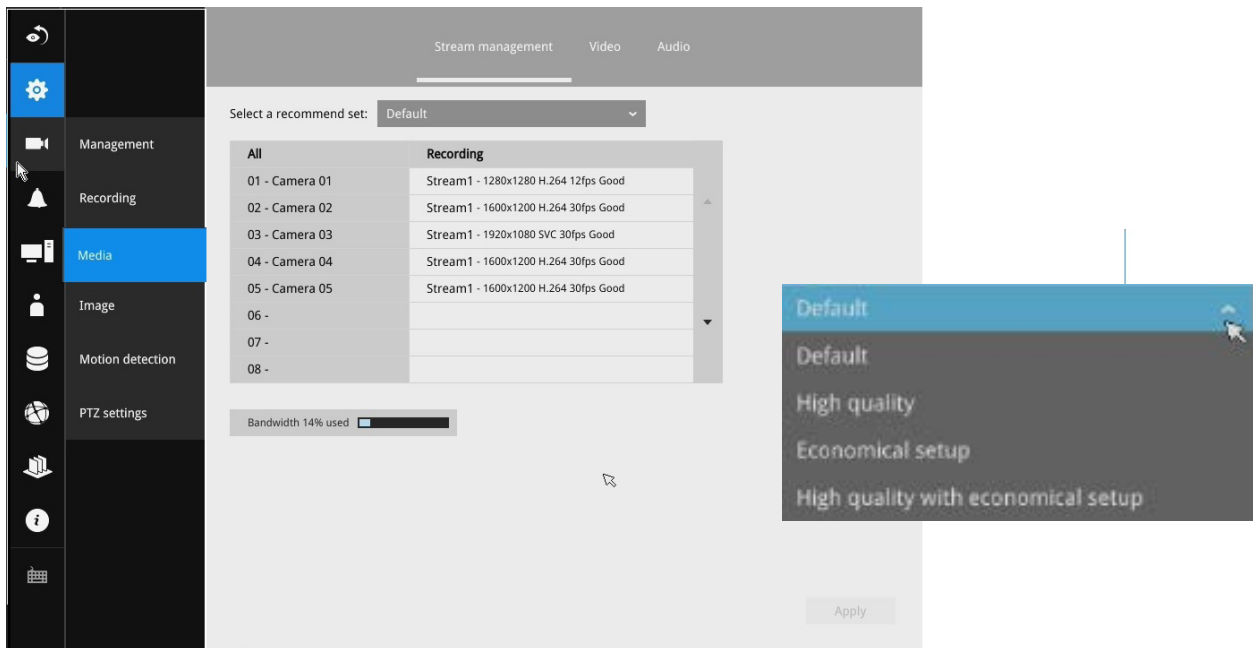 Stream management Video Audio
Select a recommend set: Default
Management
Recording
Media
Image
Motion detection
PTZ settings
All Recording
01 - Camera 01 Stream1 - 1280x1280 H.264 12fps Good
02 - Camera 02 Stream1 - 1600x1200 H.264 30fps Good
03 - Camera 03 Stream1 - 1920x1080 SVC 30fps Good
04 - Camera 04 Stream1 - 1600x1200 H.264 30fps Good
05 - Camera 05 Stream1 - 1600x1200 H.264 30fps Good
06 -
07 -
08 -
Bandwidth 14% used
Default
Default
High quality
Economical setup
High quality with economical setup
Apply